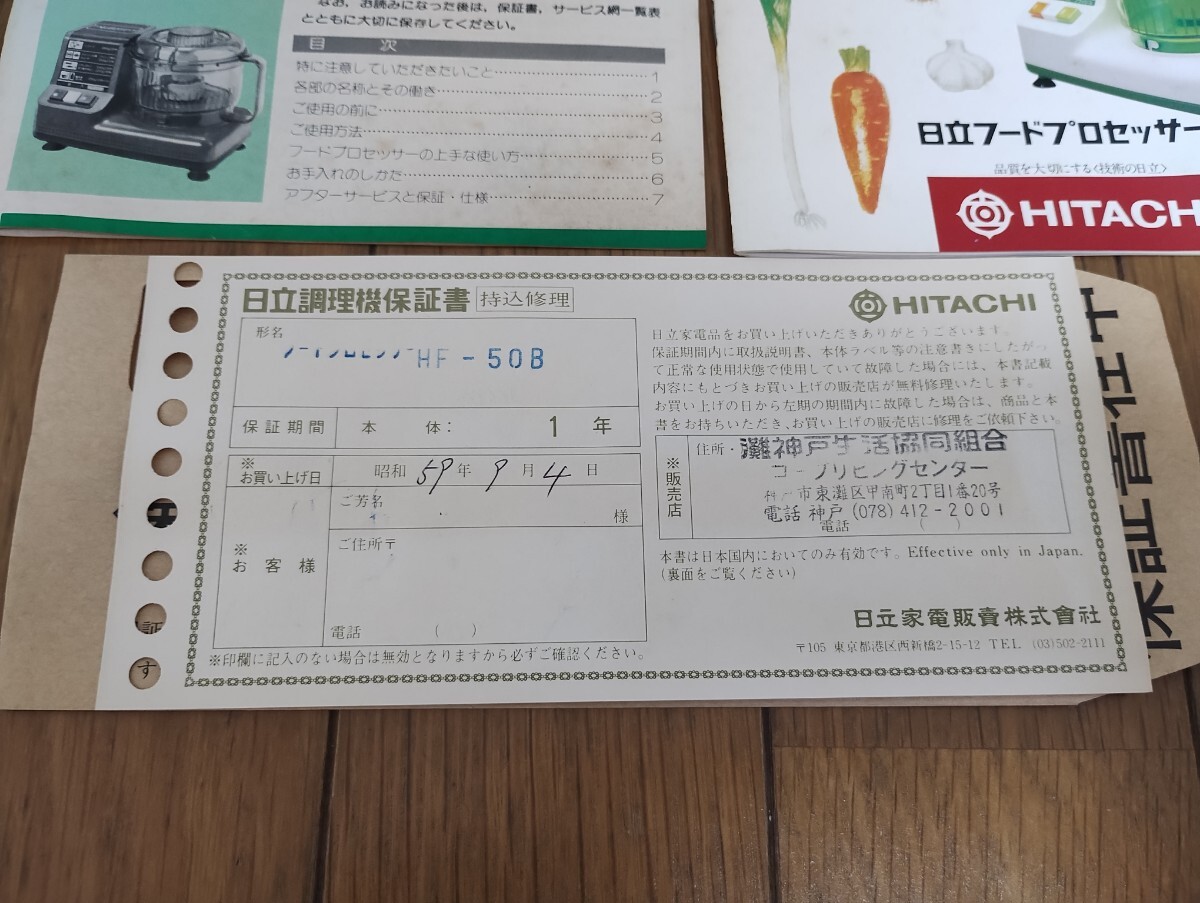 なお、お読みになった後は、保証書，サービス網一覧表
とともに大切に保存してください。
目 次
特に注意していただきたいこと 1
各部の名称とその働き 2
ご使用の前に 3
ご使用方法 4
フードプロセッサーの上手な使い方 5
お手入れのしかた 6
アフターサービスと保証・仕様 7
日立フードプロセッサー
品質を大切にする〈技術の日立〉
HITACHI
日立調理機保証書 持込修理
HITACHI
形名
HF-50B
保証期間 本体： 1年
※お買い上げ日 昭和59年9月4日
※お客様
ご芳名
様
ご住所〒
電話 （ ）
※印欄に記入のない場合は無効となりますから必ずご確認ください。
日立家電品をお買い上げいただきありがとうございます。
保証期間内に取扱説明書、本体ラベル等の注意書きにしたがっ
て正常な使用状態で使用していて故障した場合には、本書記載
内容にもとづきお買い上げの販売店が無料修理いたします。
お買い上げの日から左期の期間内に故障した場合は、商品と本
書をお持ちいただき、お買い上げの販売店に修理をご依頼下さい。
※販売店
住所・灘神戸生活協同組合
コープリビングセンター
市東灘区甲南町2丁目1番20号
電話 神戸 (078) 412-2001
電話 （ ）
本書は日本国内においてのみ有効です。Effective only in Japan.
(裏面をご覧ください)
日立家電販賣株式會社
〒105 東京都港区西新橋2-15-12 TEL (03)502-2111
証
す
保証書在中